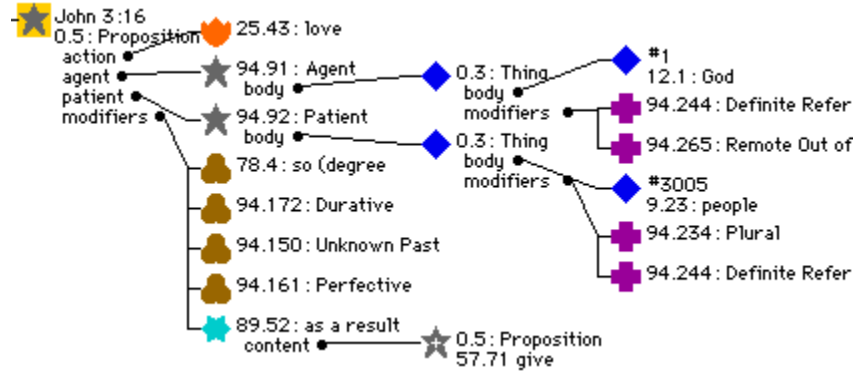 John 3:16
0.5: Proposition
action
agent
patient
modifiers
25.43: love
94.91: Agent
body
94.92: Patient
body
78.4: so (degree
94.172: Durative
94.150: Unknown Past
94.161: Perfective
89.52: as a result
content
0.3: Thing
body
modifiers
0.3: Thing
body
modifiers
#1
12.1: God
94.244: Definite Refer
94.265: Remote Out of
#3005
9.23: people
94.234: Plural
94.244: Definite Refer
0.5: Proposition
57.71 give